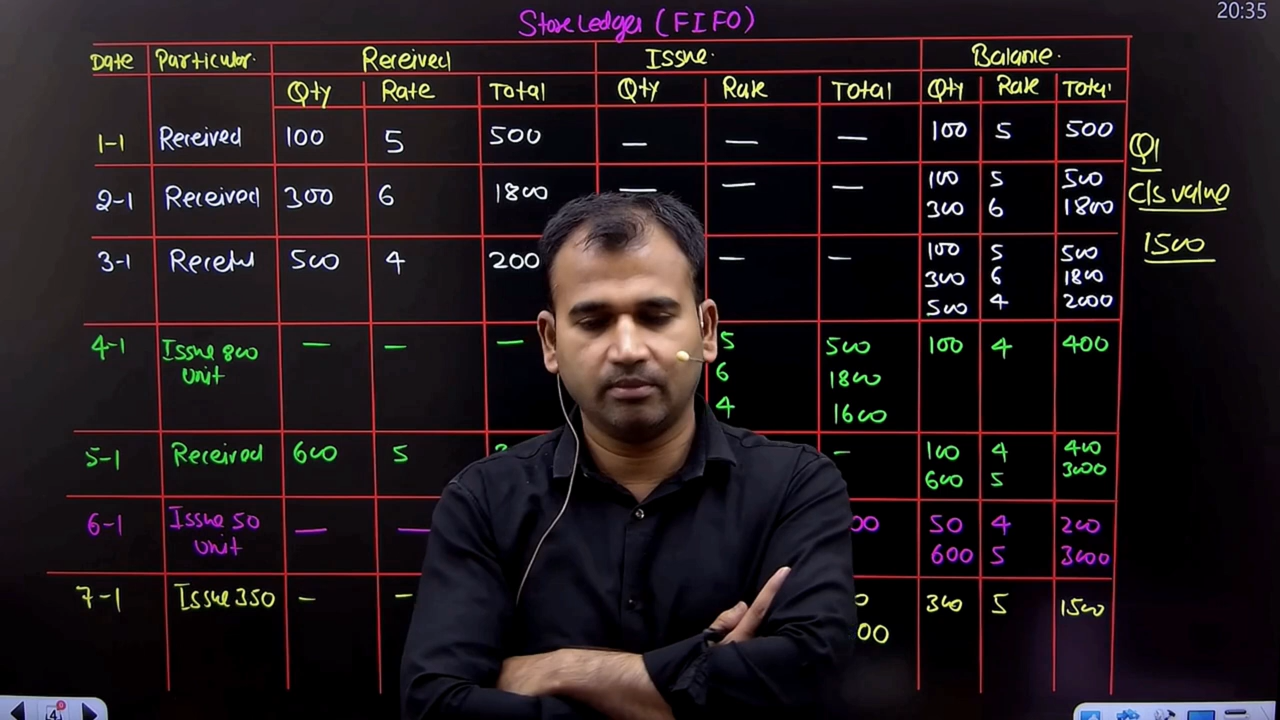 20:35
Store Ledger (FIFO)
Date Particular. Received Issue. Balance.
Qty Rate Total Qty Rate Total Qty Rate Total
1-1 Received 100 5 500 — — — 100 5 500
Q1
2-1 Received 300 6 1800 — — — 100 5 500
300 6 1800
C/s value
3-1 500 4 200 — — 100 5 500
300 6 1800
500 4 2000
1500
4-1 Issue 800 — — — 5 500 100 4 400
Unit 6 1800
4 1600
5-1 Received 600 5 - 100 4 400
600 5 3000
6-1 Issue 50 — — 00 50 4 200
Unit 600 5 3000
7-1 Issue 350 - - 300 5 1500
00
4